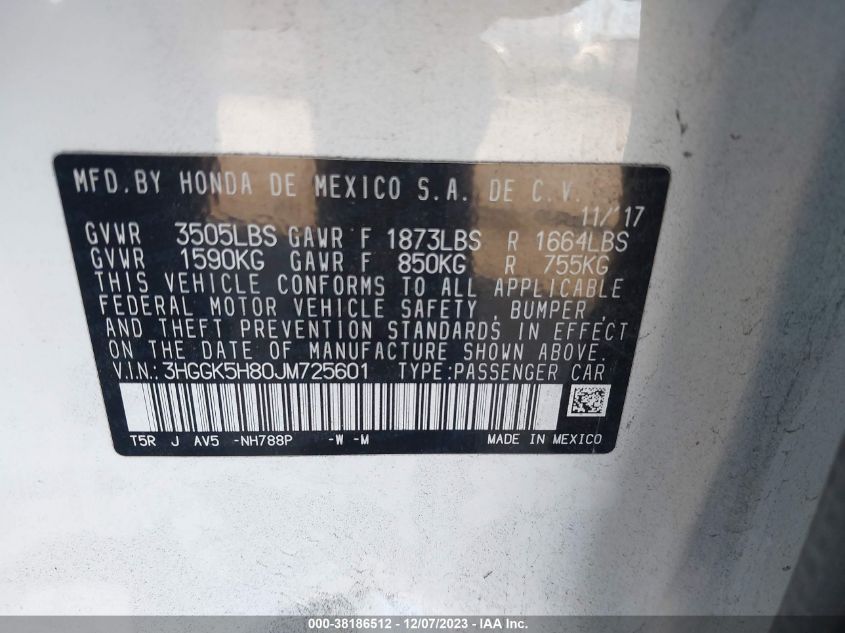 MFD. BY HONDA DE MEXICO S.A. DE C.V.
11/17
GVWR 3505LBS GAWR F 1873LBS R 1664LBS
GVWR 1590KG GAWR F 850KG R 755KG
THIS VEHICLE CONFORMS TO ALL APPLICABLE
FEDERAL MOTOR VEHICLE SAFETY, BUMPER,
AND THEFT PREVENTION STANDARDS IN EFFECT
ON THE DATE OF MANUFACTURE SHOWN ABOVE.
V.I.N.: 3HGGK5H80JM725601 TYPE:PASSENGER CAR
T5R J AV5 -NH788P -W -M MADE IN MEXICO
000-38186512 - 12/07/2023 - IAA Inc.